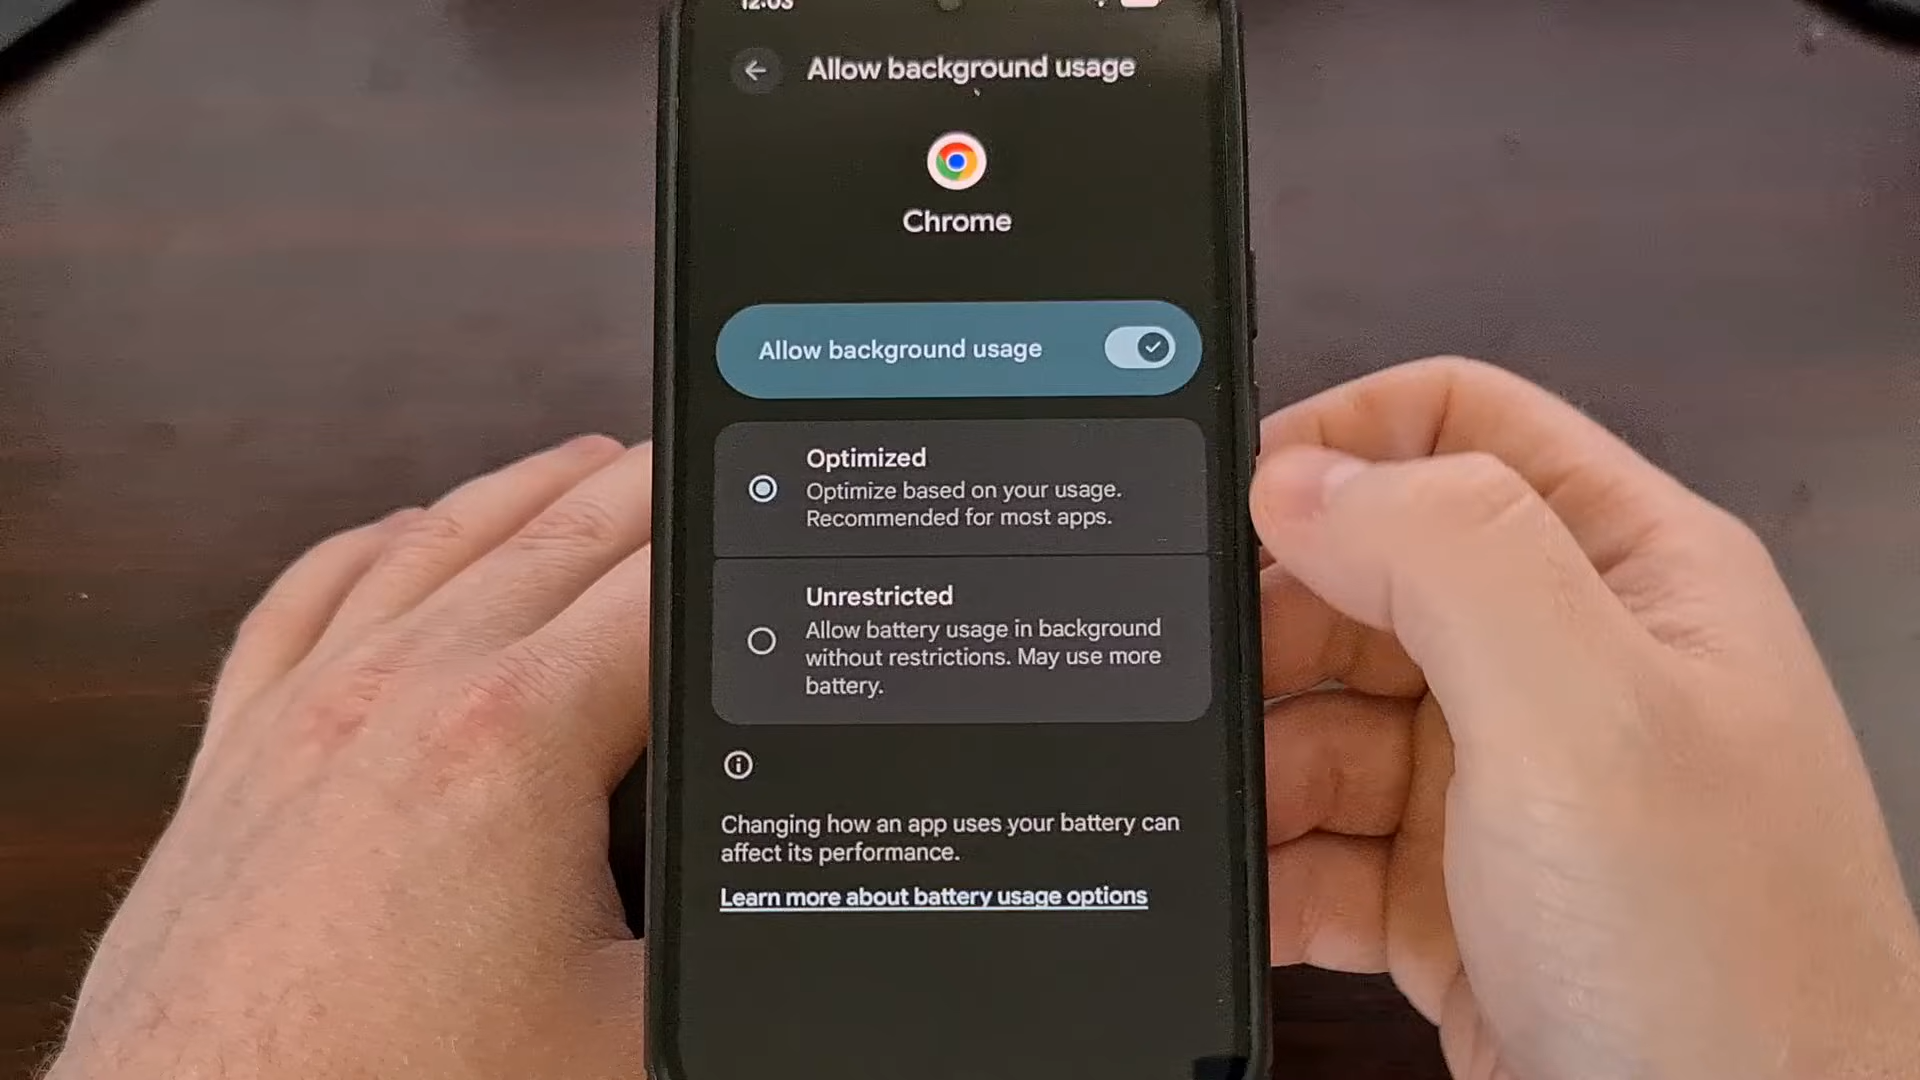 12:03
Allow background usage
Chrome
Allow background usage
Optimized
Optimize based on your usage.
Recommended for most apps.
Unrestricted
Allow battery usage in background
without restrictions. May use more
battery.
Changing how an app uses your battery can
affect its performance.
Learn more about battery usage options